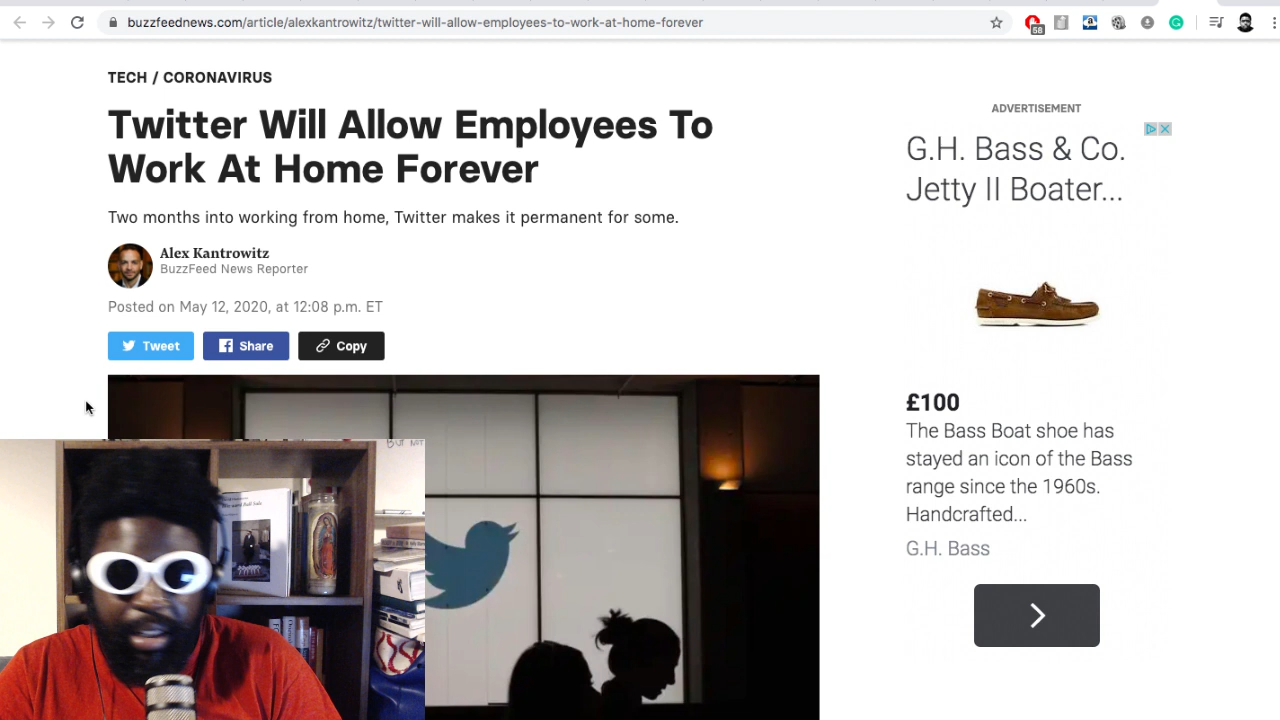 buzzfeednews.com/article/alexkantrowitz/twitter-will-allow-employees-to-work-at-home-forever
58
TECH / CORONAVIRUS
Twitter Will Allow Employees To
Work At Home Forever
Two months into working from home, Twitter makes it permanent for some.
Alex Kantrowitz
BuzzFeed News Reporter
Posted on May 12, 2020, at 12:08 p.m. ET
Tweet Share Copy
BUT NOT
ADVERTISEMENT
G.H. Bass & Co.
Jetty II Boater...
£100
The Bass Boat shoe has
stayed an icon of the Bass
range since the 1960s.
Handcrafted...
G.H. Bass